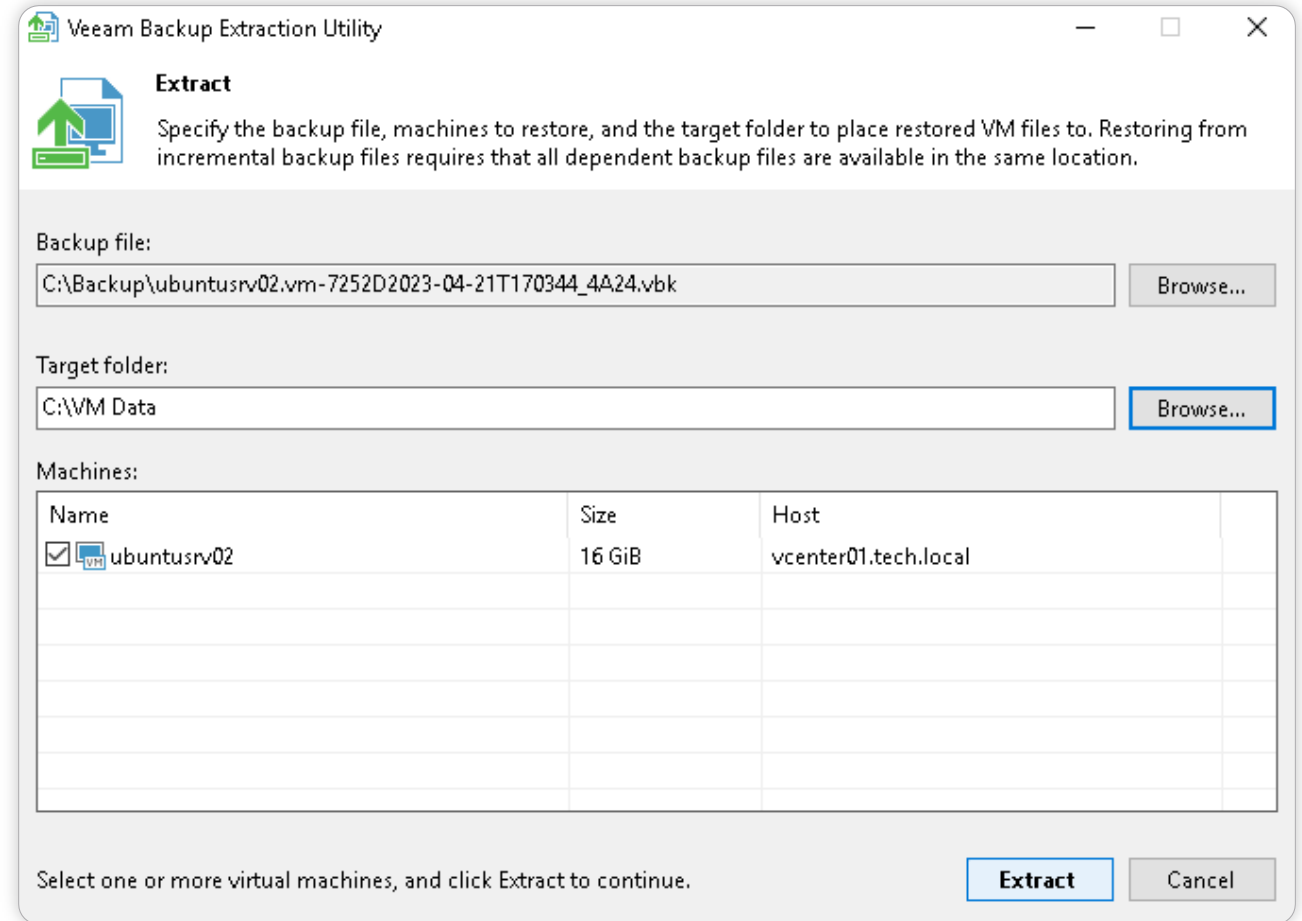 Veeam Backup Extraction Utility
Extract
Specify the backup file, machines to restore, and the target folder to place restored VM files to. Restoring from
incremental backup files requires that all dependent backup files are available in the same location.
Backup file:
C:\Backup\ubuntusrv02.vm-7252D2023-04-21T170344_4A24.vbk
Browse...
Target folder:
C:\VM Data
Browse...
Machines:
Name Size Host
VM ubuntusrv02 16 GiB vcenter01.tech.local
Select one or more virtual machines, and click Extract to continue.
Extract
Cancel